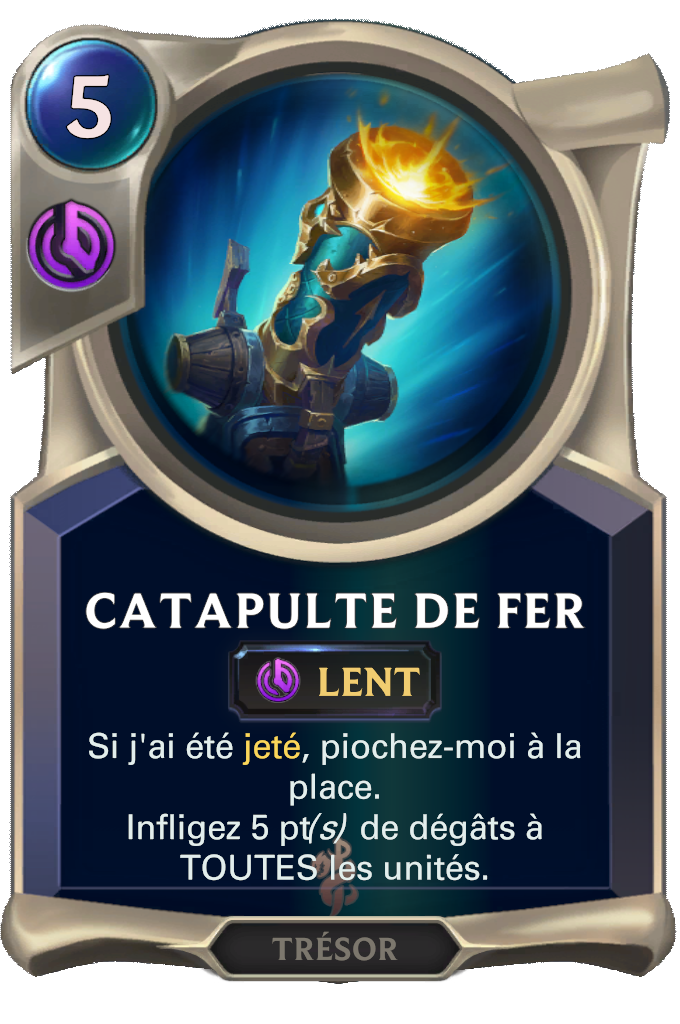 5
CATAPULTE DE FER
LENT
Si j'ai été jeté, piochez-moi à la
place.
Infligez 5 pt(s) de dégâts à
TOUTES les unités.
TRÉSOR